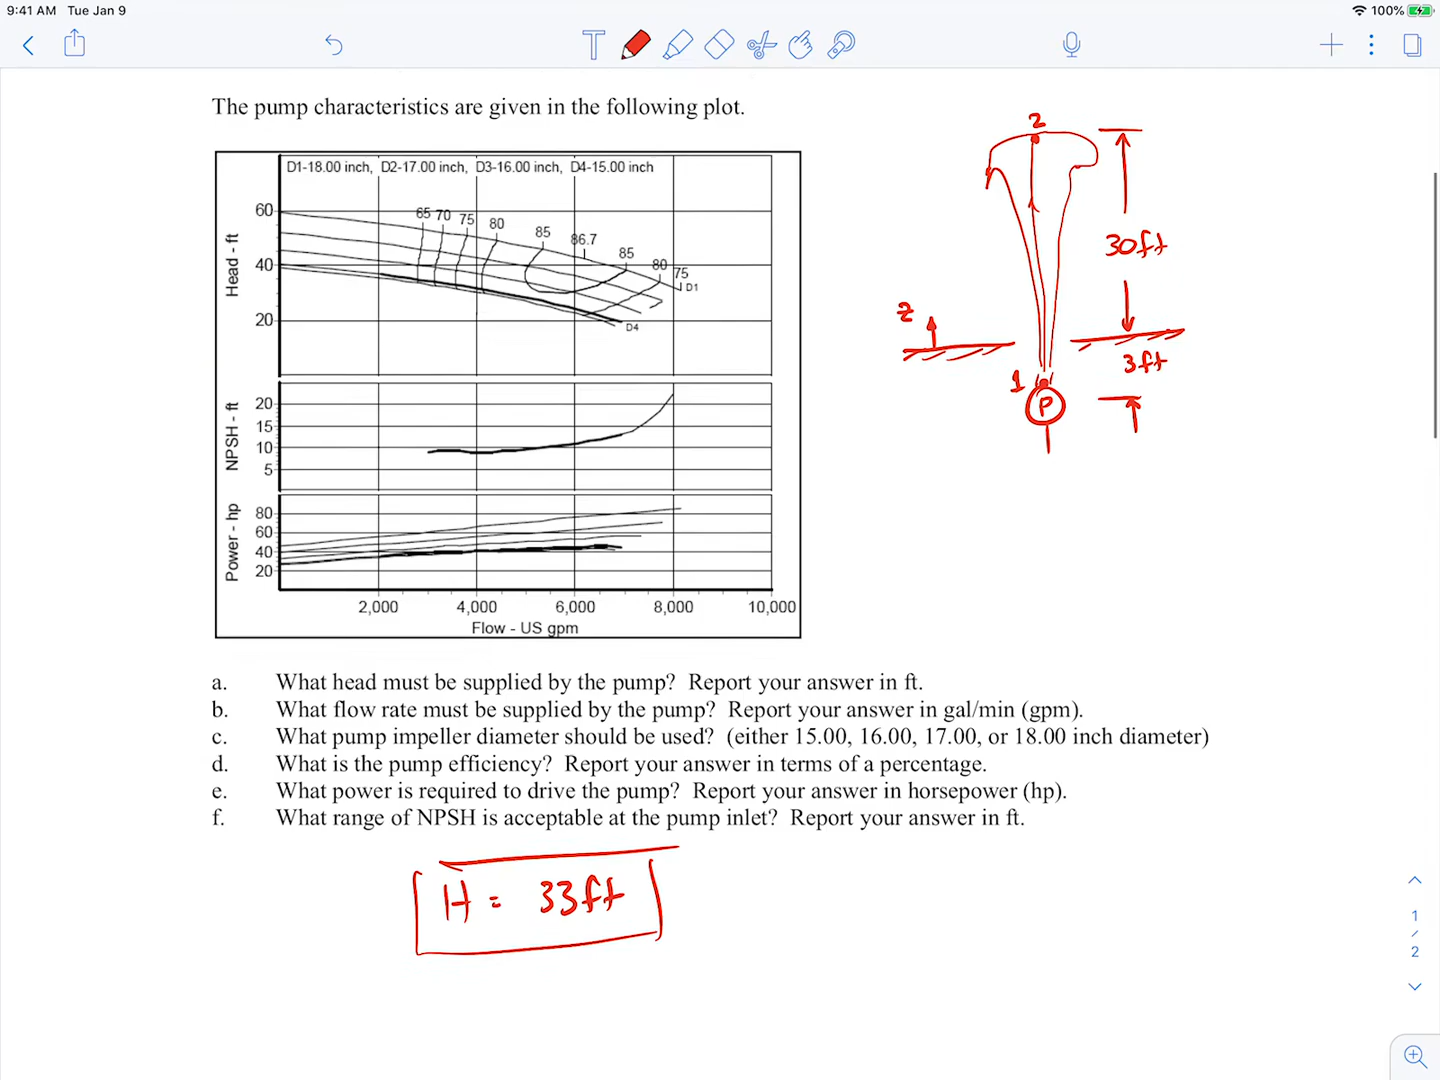 9:41 AM Tue Jan 9
100%
The pump characteristics are given in the following plot.
D1-18.00 inch, D2-17.00 inch, D3-16.00 inch, D4-15.00 inch
Head - ft
60
40
20
65 70 75 80 85 86.7 85 80 75
D1
D4
NPSH - ft
20
15
10
5
Power - hp
80
60
40
20
2,000 4,000 6,000 8,000 10,000
Flow - US gpm
2
30ft
z
3ft
1
P
a. What head must be supplied by the pump? Report your answer in ft.
b. What flow rate must be supplied by the pump? Report your answer in gal/min (gpm).
c. What pump impeller diameter should be used? (either 15.00, 16.00, 17.00, or 18.00 inch diameter)
d. What is the pump efficiency? Report your answer in terms of a percentage.
e. What power is required to drive the pump? Report your answer in horsepower (hp).
f. What range of NPSH is acceptable at the pump inlet? Report your answer in ft.
H = 33ft
1
/
2